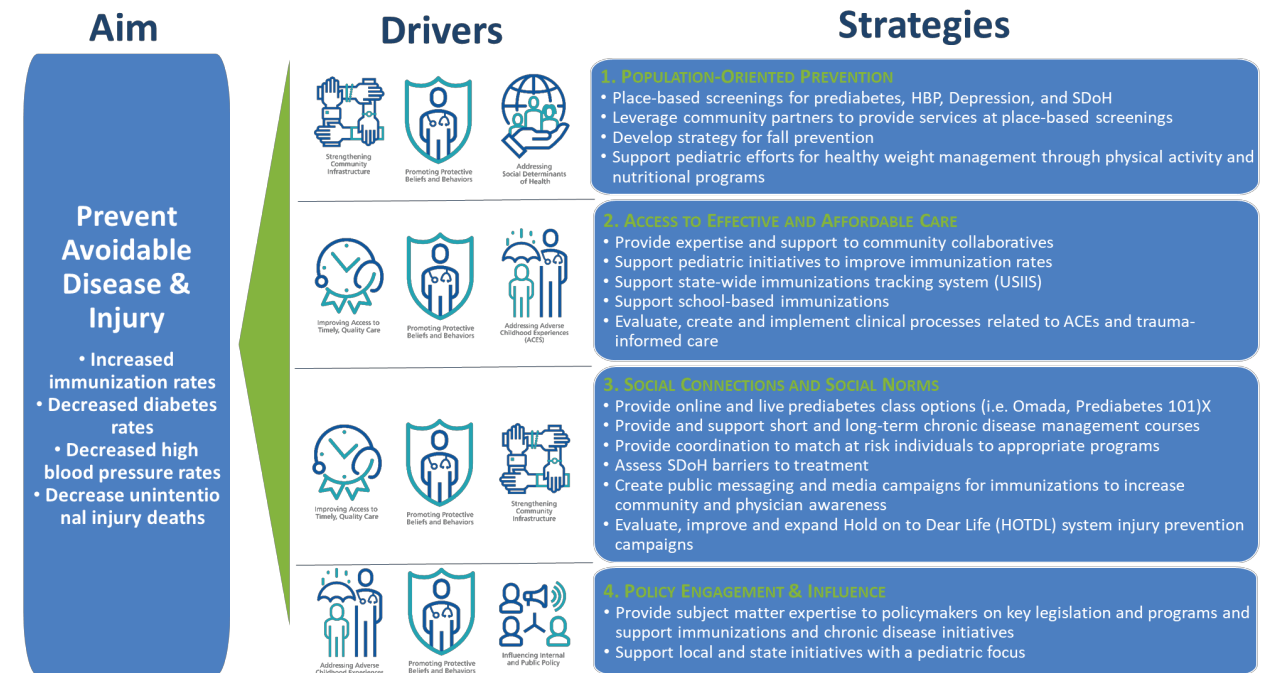 Aim
Drivers
Strategies
Prevent
Avoidable
Disease &
Injury
• Increased
immunization rates
• Decreased diabetes
rates
• Decreased high
blood pressure rates
• Decrease unintentio
nal injury deaths
Strengthening
Community
Infrastructure
Promoting Protective
Beliefs and Behaviors
Addressing
Social Determinants
of Health
1. POPULATION-ORIENTED PREVENTION
• Place-based screenings for prediabetes, HBP, Depression, and SDoH
• Leverage community partners to provide services at place-based screenings
• Develop strategy for fall prevention
• Support pediatric efforts for healthy weight management through physical activity and
nutritional programs
Improving Access to
Timely, Quality Care
Promoting Protective
Beliefs and Behaviors
Addressing Adverse
Childhood Experiences
(ACES)
2. ACCESS TO EFFECTIVE AND AFFORDABLE CARE
• Provide expertise and support to community collaboratives
• Support pediatric initiatives to improve immunization rates
• Support state-wide immunizations tracking system (USIIS)
• Support school-based immunizations
• Evaluate, create and implement clinical processes related to ACEs and trauma-
informed care
Improving Access to
Timely, Quality Care
Promoting Protective
Beliefs and Behaviors
Strengthening
Community
Infrastructure
3. SOCIAL CONNECTIONS AND SOCIAL NORMS
• Provide online and live prediabetes class options (i.e. Omada, Prediabetes 101)X
• Provide and support short and long-term chronic disease management courses
• Provide coordination to match at risk individuals to appropriate programs
• Assess SDoH barriers to treatment
• Create public messaging and media campaigns for immunizations to increase
community and physician awareness
• Evaluate, improve and expand Hold on to Dear Life (HOTDL) system injury prevention
campaigns
Addressing Adverse
Childhood Experiences
Promoting Protective
Beliefs and Behaviors
Influencing Internal
and Public Policy
4. POLICY ENGAGEMENT & INFLUENCE
• Provide subject matter expertise to policymakers on key legislation and programs and
support immunizations and chronic disease initiatives
• Support local and state initiatives with a pediatric focus